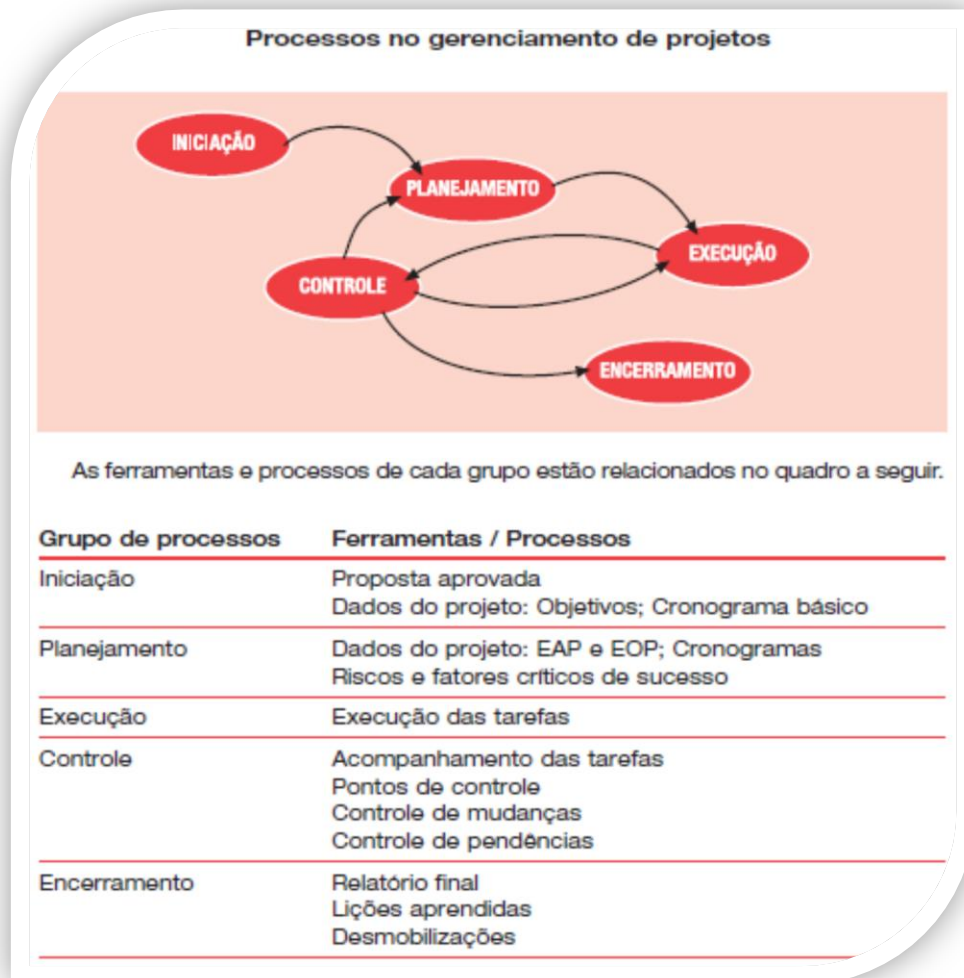 Processos no gerenciamento de projetos
INICIAÇÃO
PLANEJAMENTO
EXECUÇÃO
CONTROLE
ENCERRAMENTO
As ferramentas e processos de cada grupo estão relacionados no quadro a seguir.
Grupo de processos Ferramentas / Processos
Iniciação Proposta aprovada
Dados do projeto: Objetivos; Cronograma básico
Planejamento Dados do projeto: EAP e EOP; Cronogramas
Riscos e fatores críticos de sucesso
Execução Execução das tarefas
Controle Acompanhamento das tarefas
Pontos de controle
Controle de mudanças
Controle de pendências
Encerramento Relatório final
Lições aprendidas
Desmobilizações